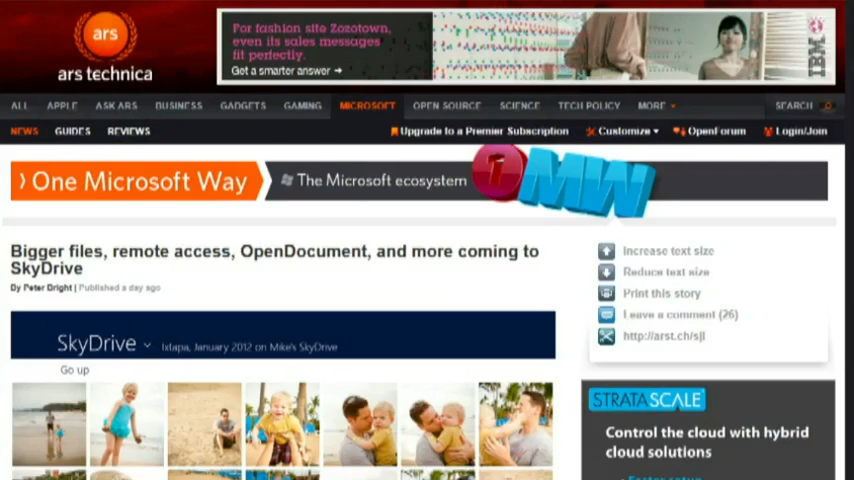 ars
ars technica
For fashion site Zozotown,
even its sales messages
fit perfectly.
Get a smarter answer →
IBM
ALL APPLE ASK ARS BUSINESS GADGETS GAMING MICROSOFT OPEN SOURCE SCIENCE TECH POLICY MORE SEARCH
NEWS GUIDES REVIEWS Upgrade to a Premier Subscription Customize OpenForum Login/Join
One Microsoft Way The Microsoft ecosystem 1MW
Bigger files, remote access, OpenDocument, and more coming to
SkyDrive
By Peter Bright | Published a day ago
Increase text size
Reduce text size
Print this story
Leave a comment (26)
http://arst.ch/sjl
SkyDrive Ixtapa, January 2012 on Mike's SkyDrive
Go up
STRATASCALE
Control the cloud with hybrid
cloud solutions
Faster setup